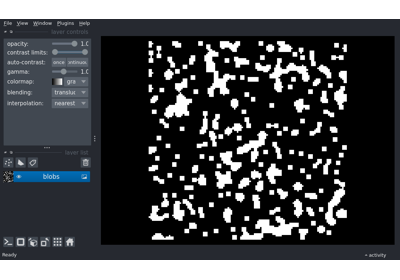 File View Window Plugins Help
layer controls
opacity: 1.0
contrast limits:
auto-contrast: once
gamma: 1.0
colormap: gra
blending: translu
interpolation: nearest
layer list
blobs
Ready
activity